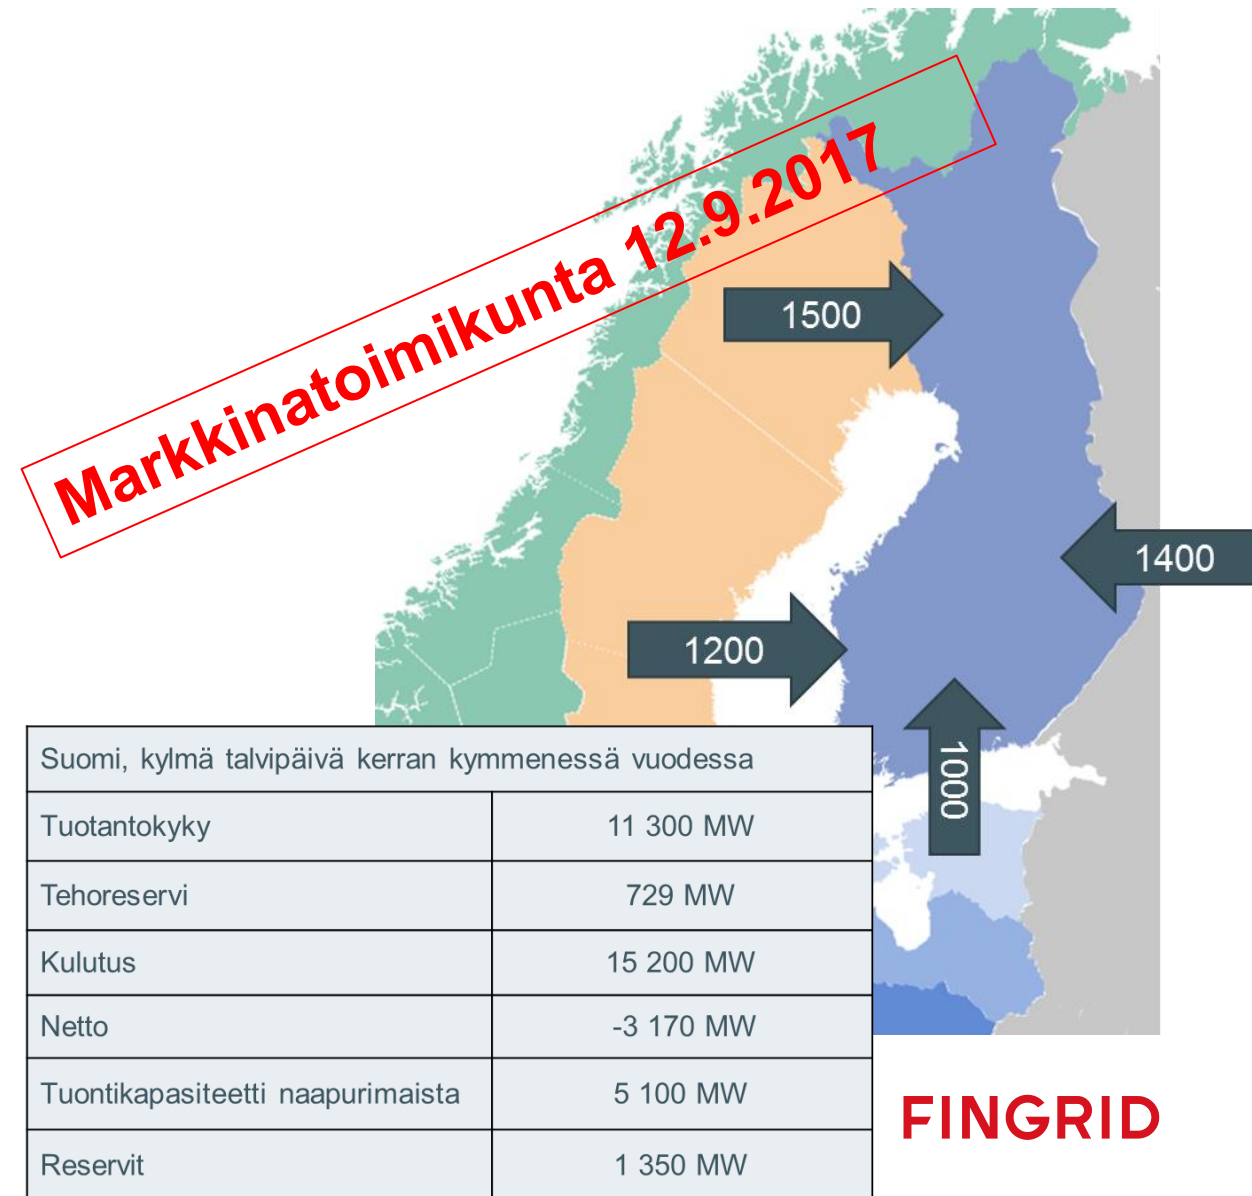 Markkinatoimikunta 12.9.2017
1500
1400
1200
1000
Suomi, kylmä talvipäivä kerran kymmenessä vuodessa
Tuotantokyky 11 300 MW
Tehoreservi 729 MW
Kulutus 15 200 MW
Netto -3 170 MW
Tuontikapasiteetti naapurimaista 5 100 MW
Reservit 1 350 MW
FINGRID